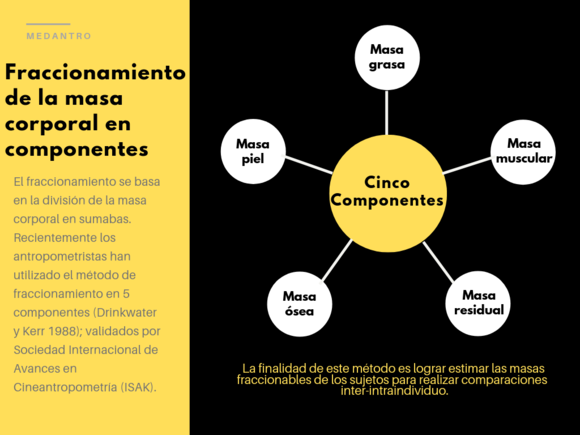 MEDANTRO
Fraccionamiento
de la masa
corporal en
componentes
El fraccionamiento se basa
en la división de la masa
corporal en sumabas.
Recientemente los
antropometristas han
utilizado el método de
fraccionamiento en 5
componentes (Drinkwater
y Kerr 1988); validados por
Sociedad Internacional de
Avances en
Cineantropometría (ISAK).
Masa
grasa
Masa
piel
Masa
muscular
Cinco
Componentes
Masa
ósea
Masa
residual
La finalidad de este método es lograr estimar las masas
fraccionables de los sujetos para realizar comparaciones
inter-intraindividuo.